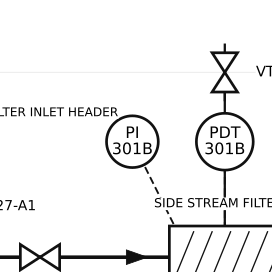 VT
LTER INLET HEADER
PI
301B
PDT
301B
SIDE STREAM FILTE
27-A1